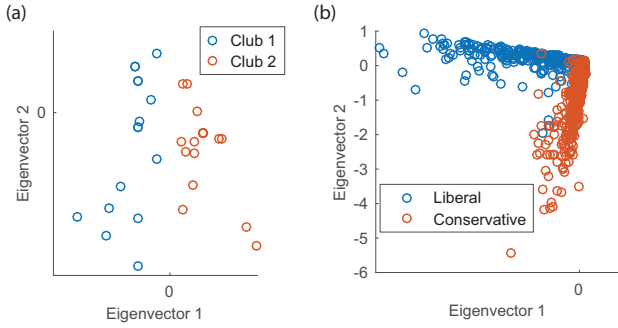 (a)
Club 1
Club 2
0
Eigenvector 2
0
Eigenvector 1
(b)
1
0
-1
-2
-3
-4
-5
-6
Eigenvector 2
Liberal
Conservative
0
Eigenvector 1